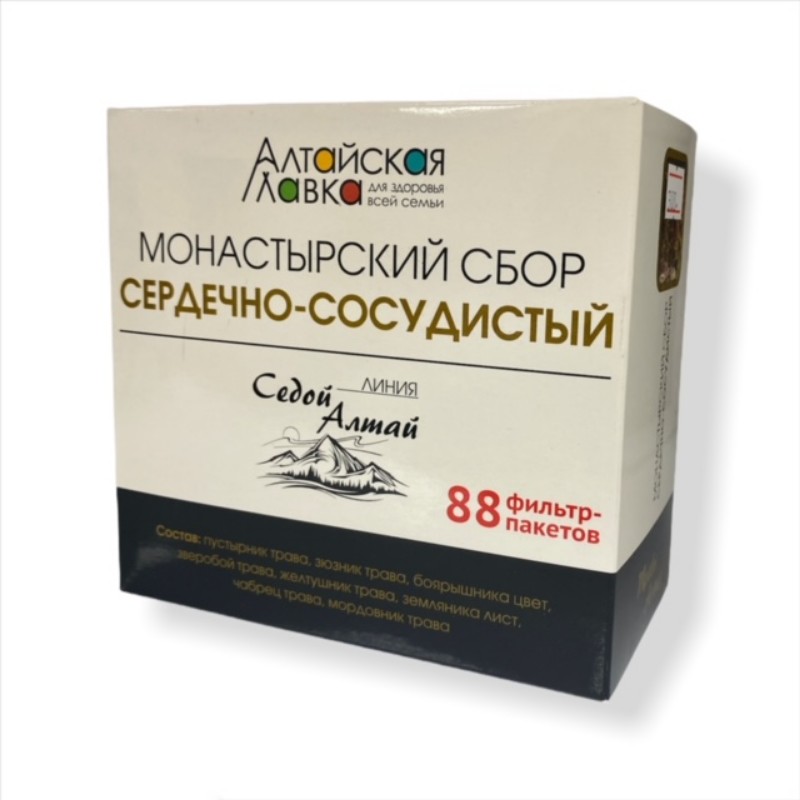 АЛТАЙСКАЯ
ЛАВКА
для здоровья
всей семьи
МОНАСТЫРСКИЙ СБОР
СЕРДЕЧНО-СОСУДИСТЫЙ
ЛИНИЯ
Седой
Алтай
88 фильтр-
пакетов
Состав: пустырник трава, зюзник трава, боярышника цвет,
зверобой трава, желтушник трава, земляника лист,
чабрец трава, мордовник трава